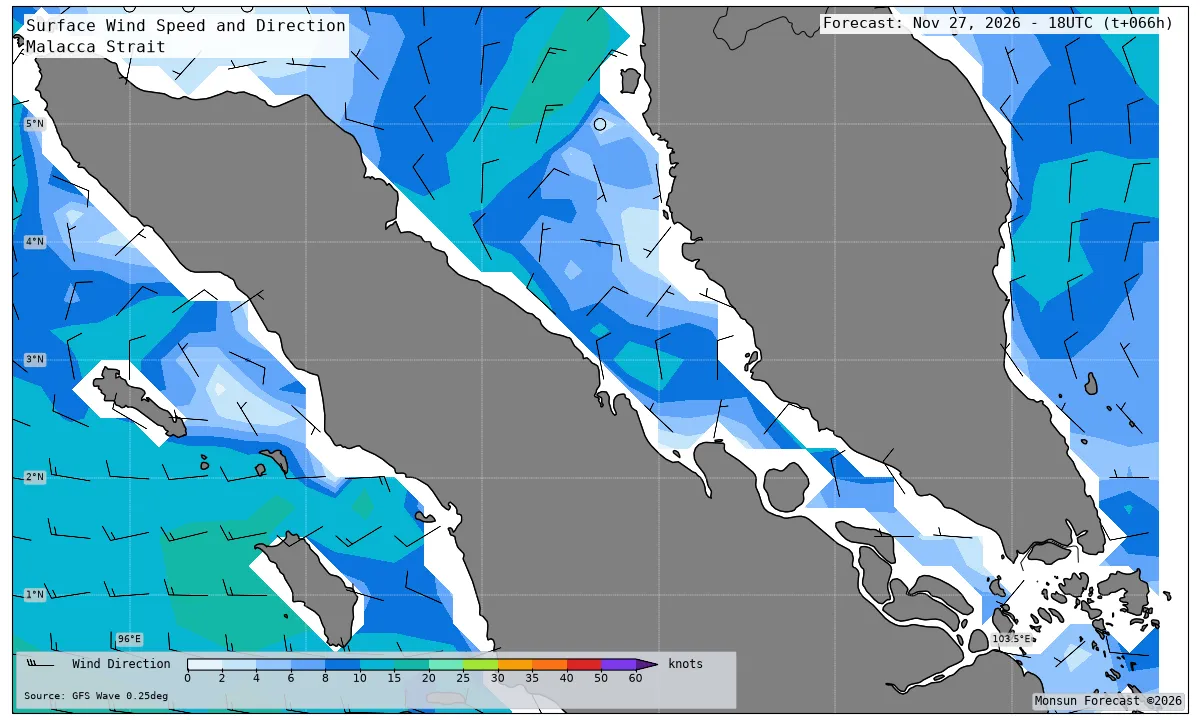 Surface Wind Speed and Direction
Malacca Strait
Forecast: Nov 27, 2026 - 18UTC (t+066h)
5°N
4°N
3°N
2°N
1°N
96°E
103.5°E
Wind Direction
knots
0 2 4 6 8 10 15 20 25 30 35 40 50 60
Source: GFS Wave 0.25deg
Monsun Forecast ©2026